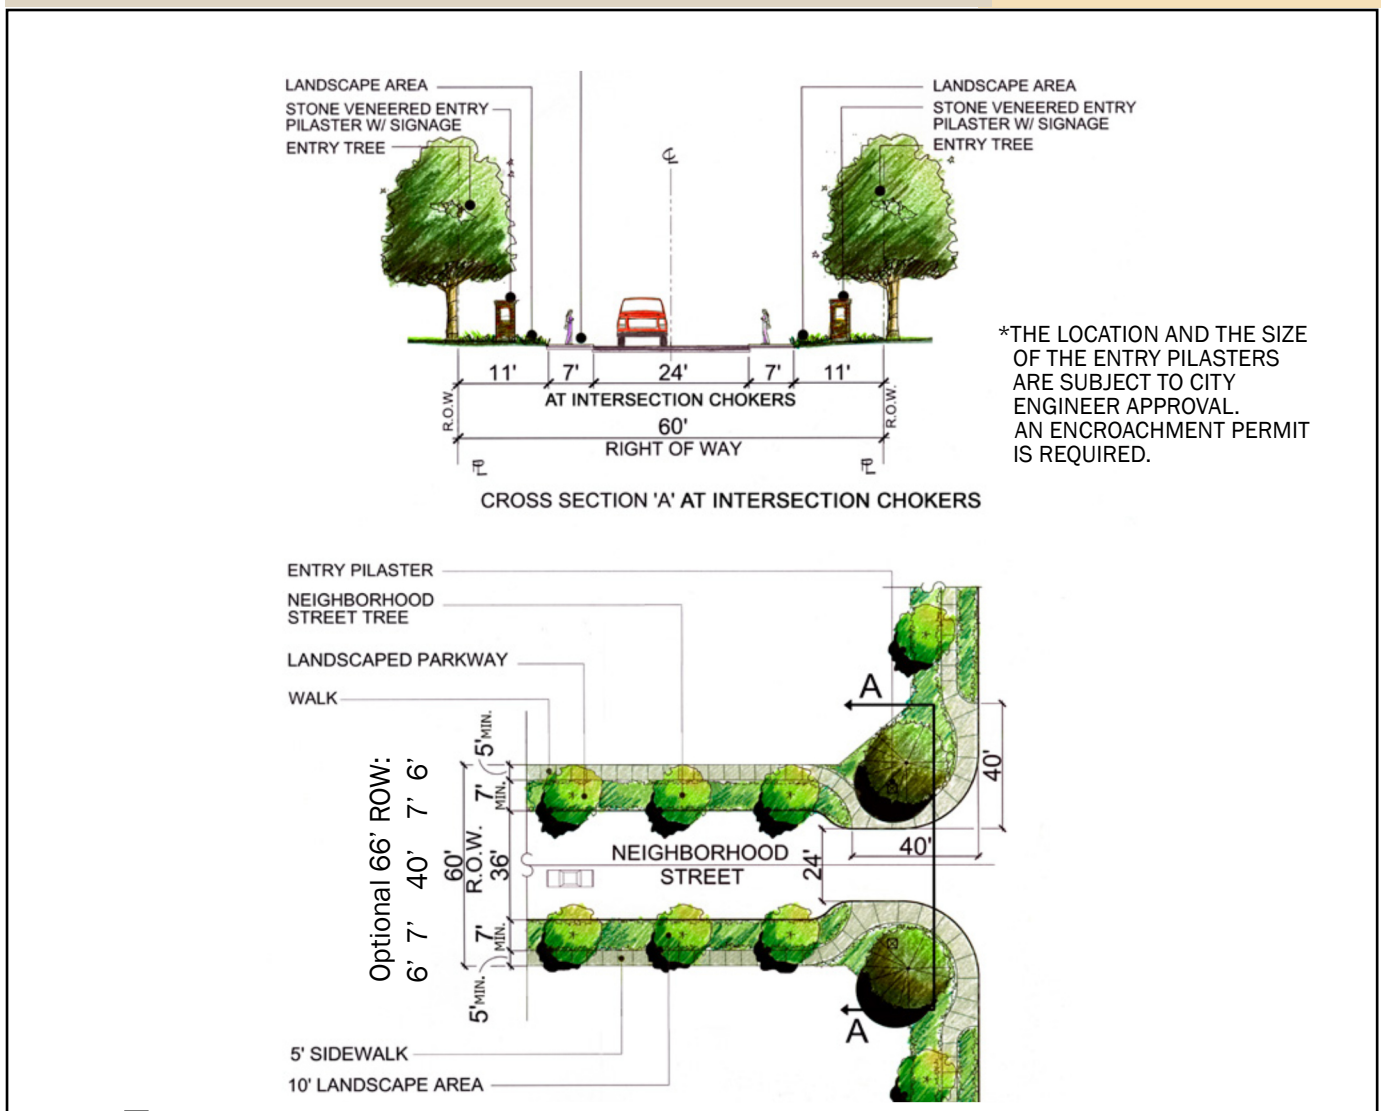 LANDSCAPE AREA
STONE VENEERED ENTRY
PILASTER W/ SIGNAGE
ENTRY TREE
LANDSCAPE AREA
STONE VENEERED ENTRY
PILASTER W/ SIGNAGE
ENTRY TREE
CL
*THE LOCATION AND THE SIZE
OF THE ENTRY PILASTERS
ARE SUBJECT TO CITY
ENGINEER APPROVAL.
AN ENCROACHMENT PERMIT
IS REQUIRED.
11' 7' 24' 7' 11'
AT INTERSECTION CHOKERS
R.O.W.
R.O.W.
60'
RIGHT OF WAY
PL
PL
CROSS SECTION 'A' AT INTERSECTION CHOKERS
ENTRY PILASTER
NEIGHBORHOOD
STREET TREE
LANDSCAPED PARKWAY
WALK
A
40'
40'
24'
NEIGHBORHOOD
STREET
Optional 66’ ROW:
6’ 7’ 40’ 7’ 6’
60'
R.O.W.
5' MIN.
7' MIN.
36'
7' MIN.
5' MIN.
A
5' SIDEWALK
10' LANDSCAPE AREA